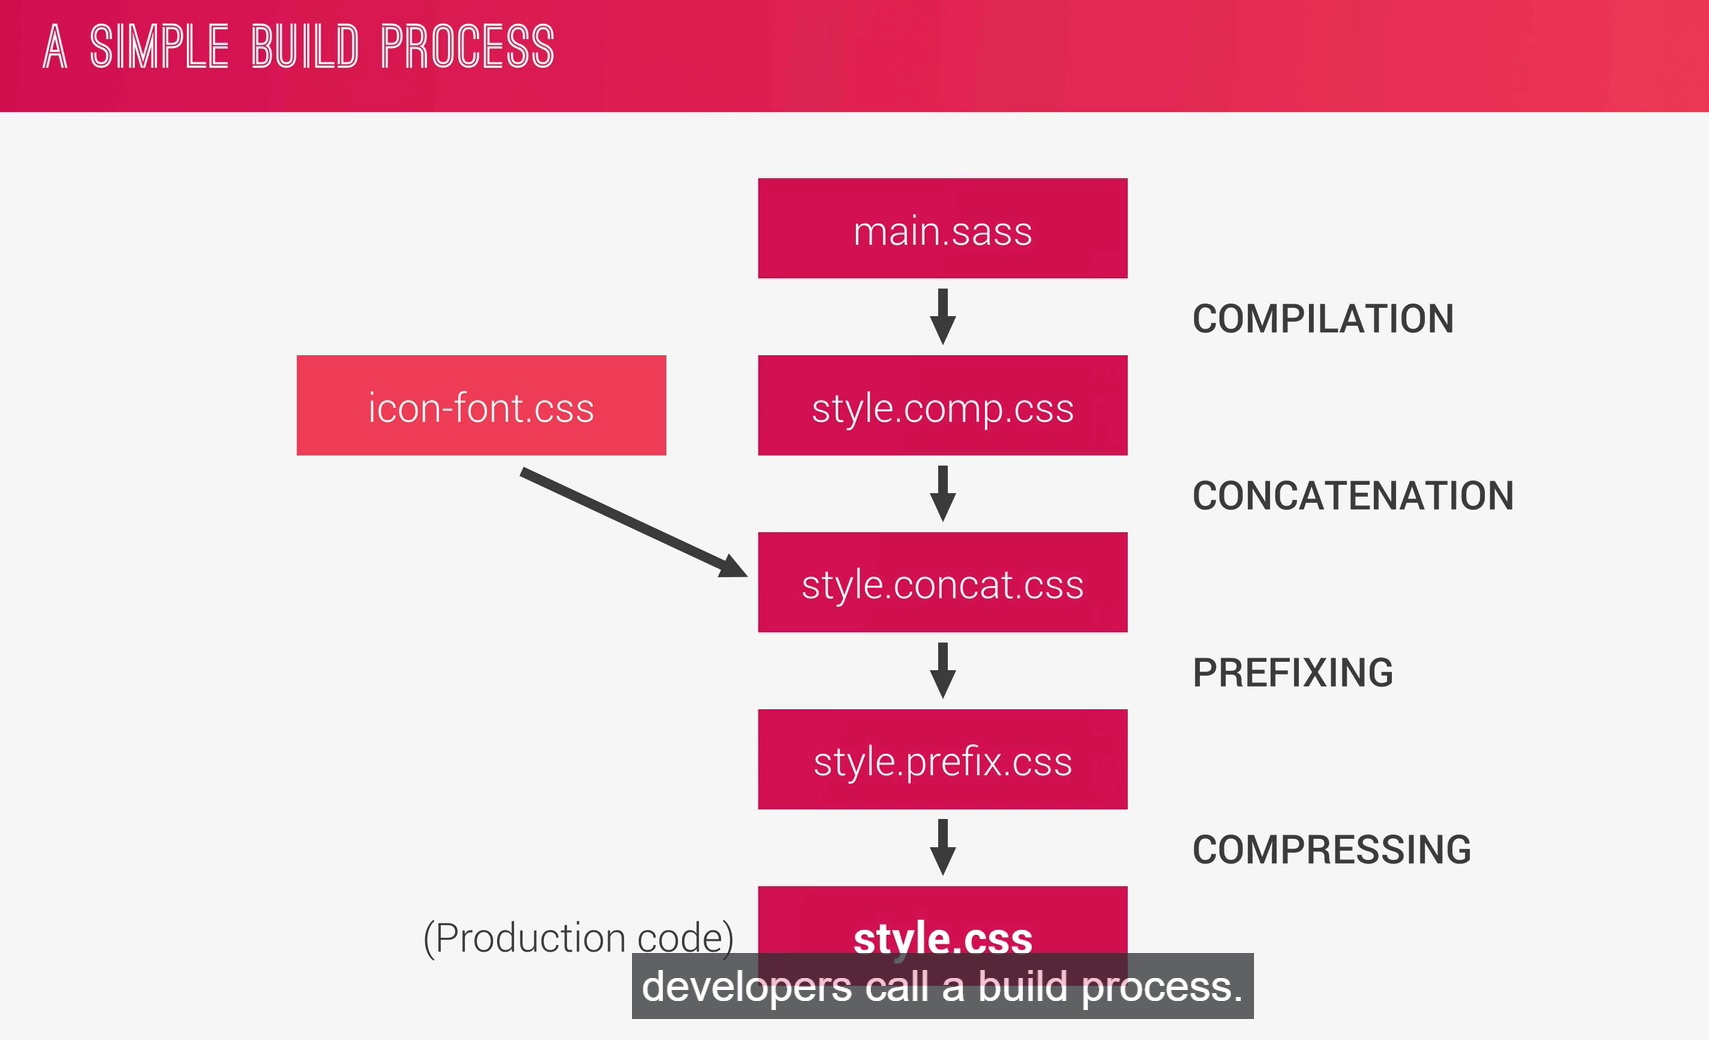 A SIMPLE BUILD PROCESS
main.sass
COMPILATION
icon-font.css
style.comp.css
CONCATENATION
style.concat.css
PREFIXING
style.prefix.css
COMPRESSING
(Production code)
style.css
developers call a build process.